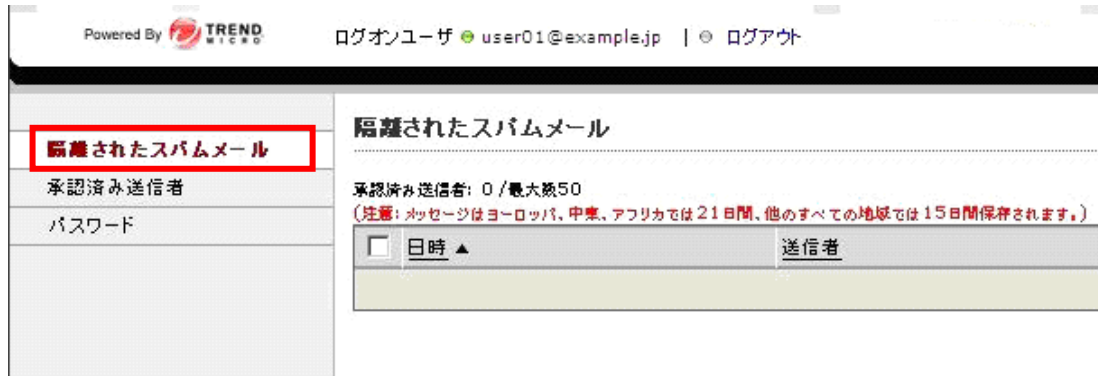 Powered By TREND MICRO ログオンユーザ user01@example.jp | ログアウト
隔離されたスパムメール
承認済み送信者
パスワード
隔離されたスパムメール
承認済み送信者: 0 /最大数50
(注意: メッセージはヨーロッパ、中東、アフリカでは21日間、他のすべての地域では15日間保存されます。)
日時 ▲ 送信者